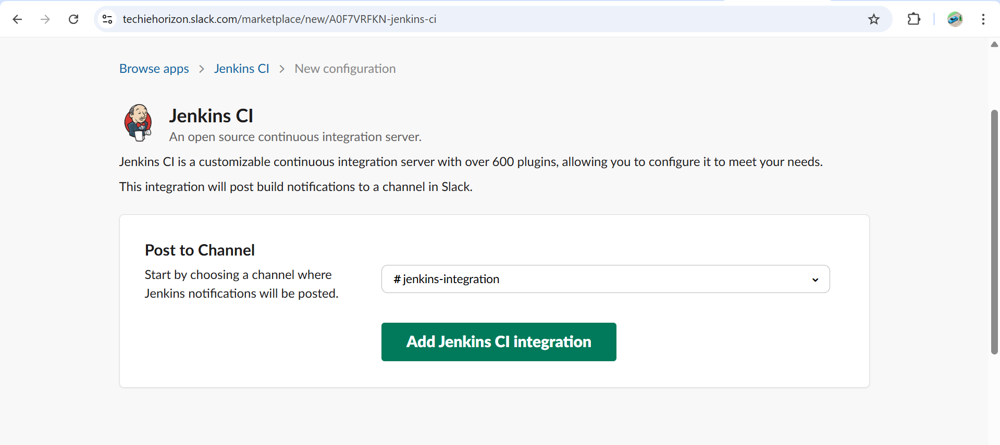 techiehorizon.slack.com/marketplace/new/A0F7VRFKN-jenkins-ci
Browse apps > Jenkins CI > New configuration
Jenkins CI
An open source continuous integration server.
Jenkins CI is a customizable continuous integration server with over 600 plugins, allowing you to configure it to meet your needs.
This integration will post build notifications to a channel in Slack.
Post to Channel
Start by choosing a channel where
Jenkins notifications will be posted.
# jenkins-integration
Add Jenkins CI integration